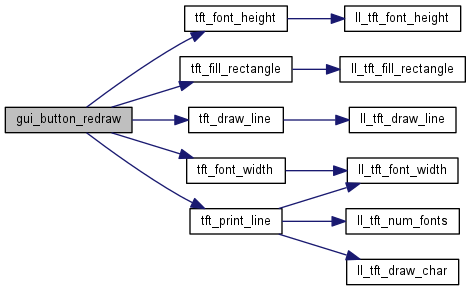 tft_font_height
ll_tft_font_height
tft_fill_rectangle
ll_tft_fill_rectangle
gui_button_redraw
tft_draw_line
ll_tft_draw_line
tft_font_width
ll_tft_font_width
tft_print_line
ll_tft_num_fonts
ll_tft_draw_char